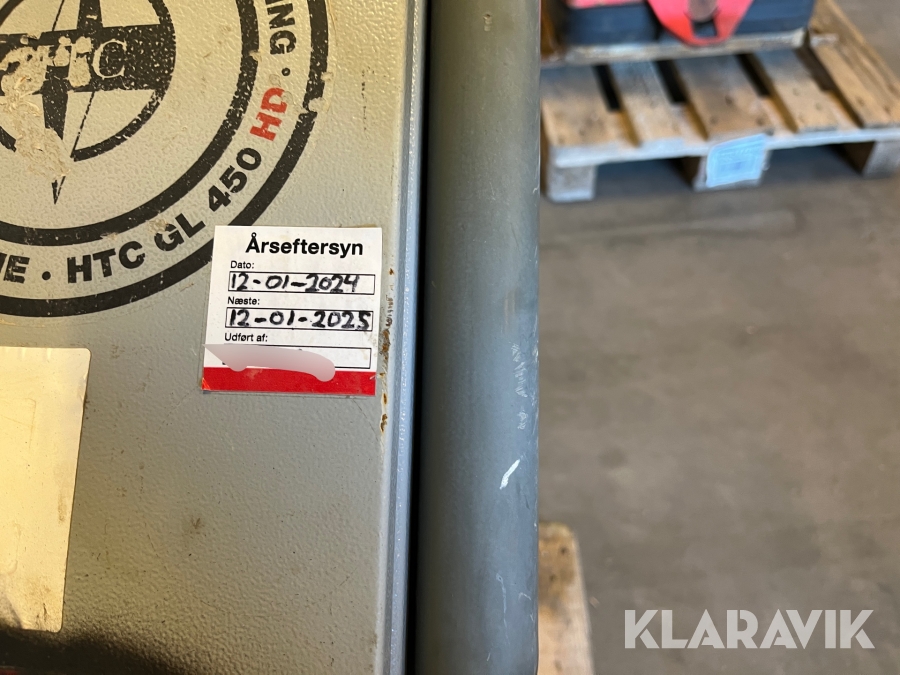 NG · HTC GL 450 HD ·
Årseftersyn
Dato:
12-01-2024
Næste:
12-01-2025
Udført af:
KLARAVIK